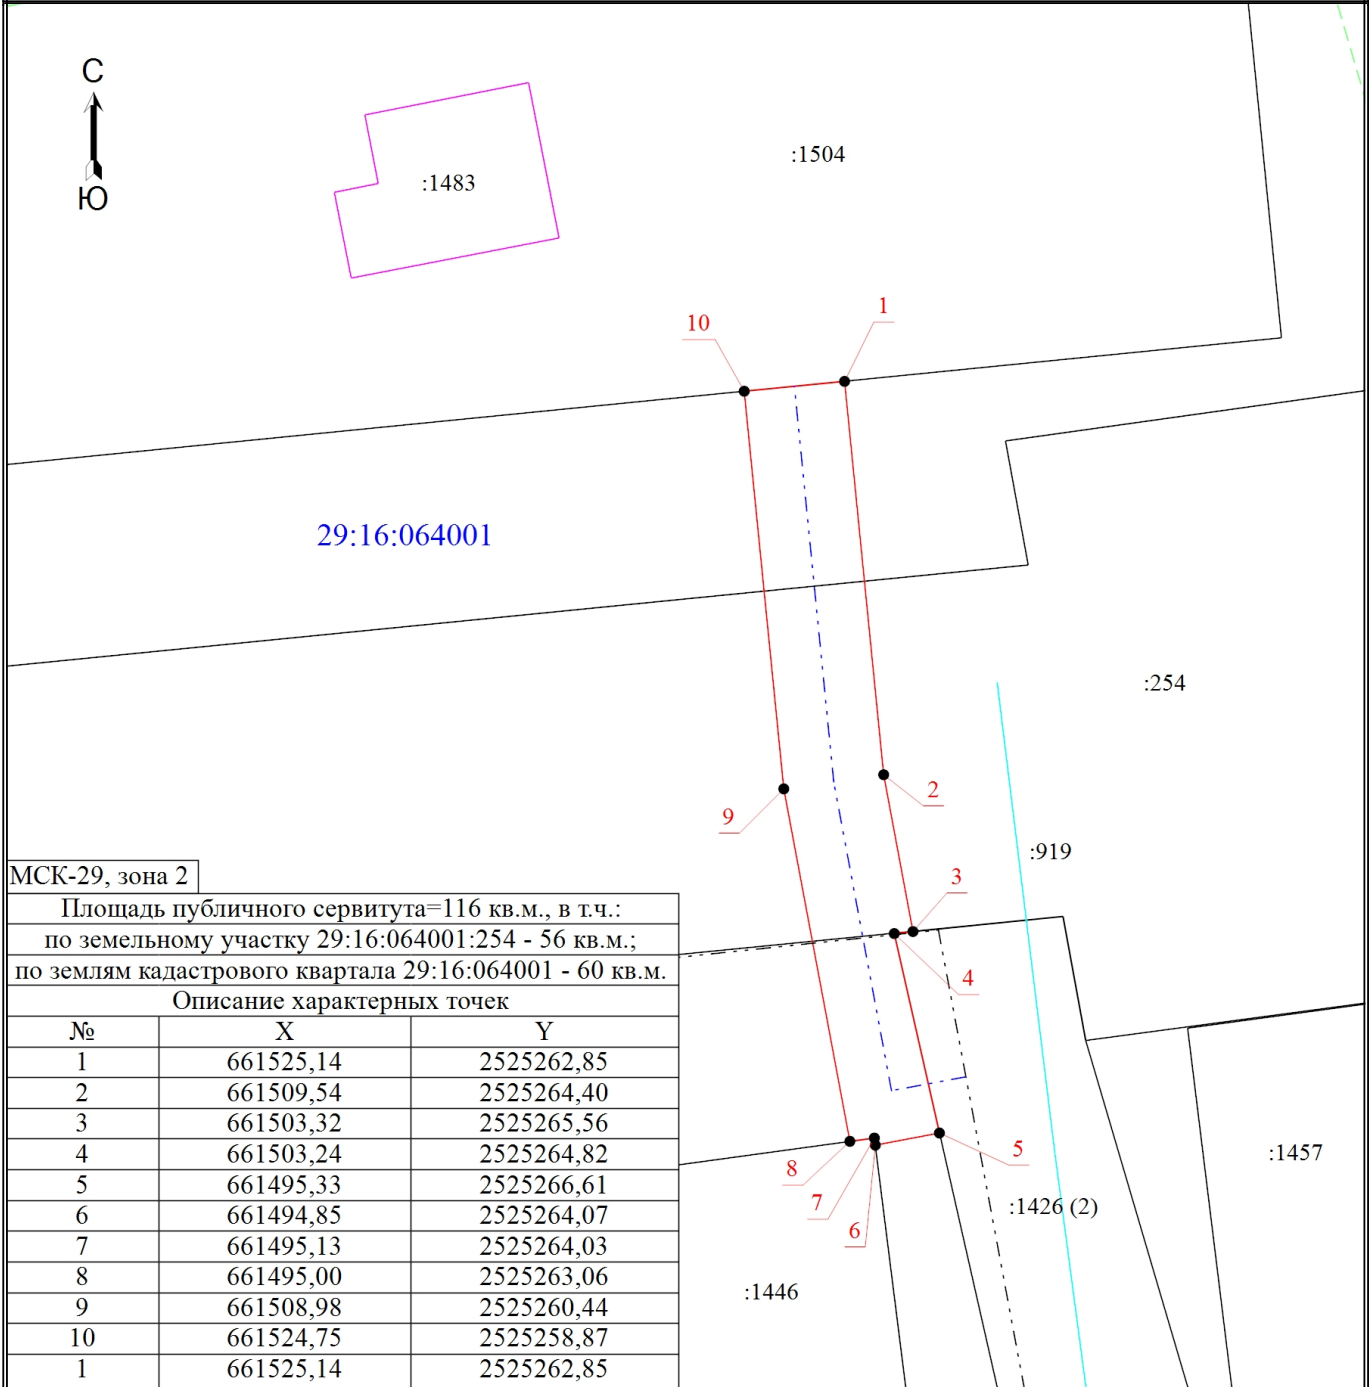 С
Ю
:1483
:1504
10
1
29:16:064001
:254
2
9
:919
3
4
5
8
7
6
:1457
:1426 (2)
:1446
МСК-29, зона 2
Площадь публичного сервитута=116 кв.м., в т.ч.:
по земельному участку 29:16:064001:254 - 56 кв.м.;
по землям кадастрового квартала 29:16:064001 - 60 кв.м.
Описание характерных точек
№ X Y
1 661525,14 2525262,85
2 661509,54 2525264,40
3 661503,32 2525265,56
4 661503,24 2525264,82
5 661495,33 2525266,61
6 661494,85 2525264,07
7 661495,13 2525264,03
8 661495,00 2525263,06
9 661508,98 2525260,44
10 661524,75 2525258,87
1 661525,14 2525262,85